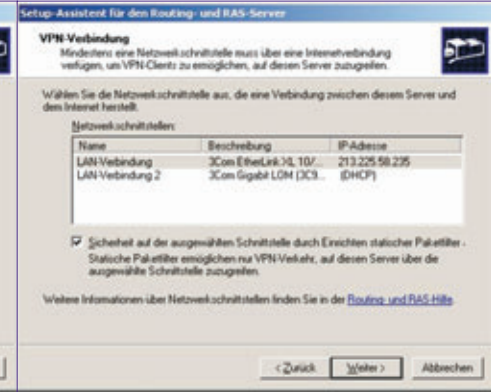 Setup-Assistent für den Routing- und RAS-Server
VPN-Verbindung
Mindestens eine Netzwerkschnittstelle muss über eine Internetverbindung
verfügen, um VPN-Clients zu ermöglichen, auf diesen Server zuzugreifen.
Wählen Sie die Netzwerkschnittstelle aus, die eine Verbindung zwischen diesem Server und
dem Internet herstellt.
Netzwerkschnittstellen:
Name Beschreibung IP-Adresse
LAN-Verbindung 3Com EtherLink XL 10/... 213.225.58.235
LAN-Verbindung 2 3Com Gigabit LOM (3C9... (DHCP)
Sicherheit auf der ausgewählten Schnittstelle durch Einrichten statischer Paketfilter -
Statische Paketfilter ermöglichen nur VPN-Verkehr, auf diesen Server über die
ausgewählte Schnittstelle zuzugreifen.
Weitere Informationen über Netzwerkschnittstellen finden Sie in der Routing- und RAS-Hilfe.
< Zurück Weiter > Abbrechen